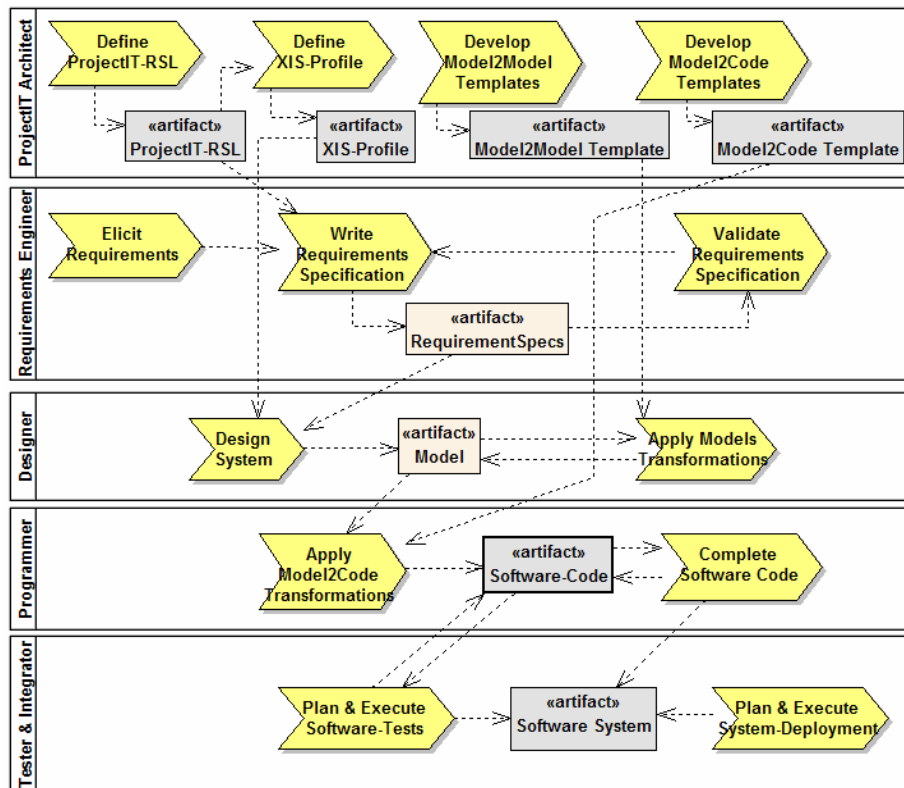 ProjectIT Architect
Define
ProjectIT-RSL
Define
XIS-Profile
Develop
Model2Model
Templates
Develop
Model2Code
Templates
«artifact»
ProjectIT-RSL
«artifact»
XIS-Profile
«artifact»
Model2Model Template
«artifact»
Model2Code Template
Requirements Engineer
Elicit
Requirements
Write
Requirements
Specification
Validate
Requirements
Specification
«artifact»
RequirementSpecs
Designer
Design
System
«artifact»
Model
Apply Models
Transformations
Programmer
Apply
Model2Code
Transformations
«artifact»
Software-Code
Complete
Software Code
Tester & Integrator
Plan & Execute
Software-Tests
«artifact»
Software System
Plan & Execute
System-Deployment